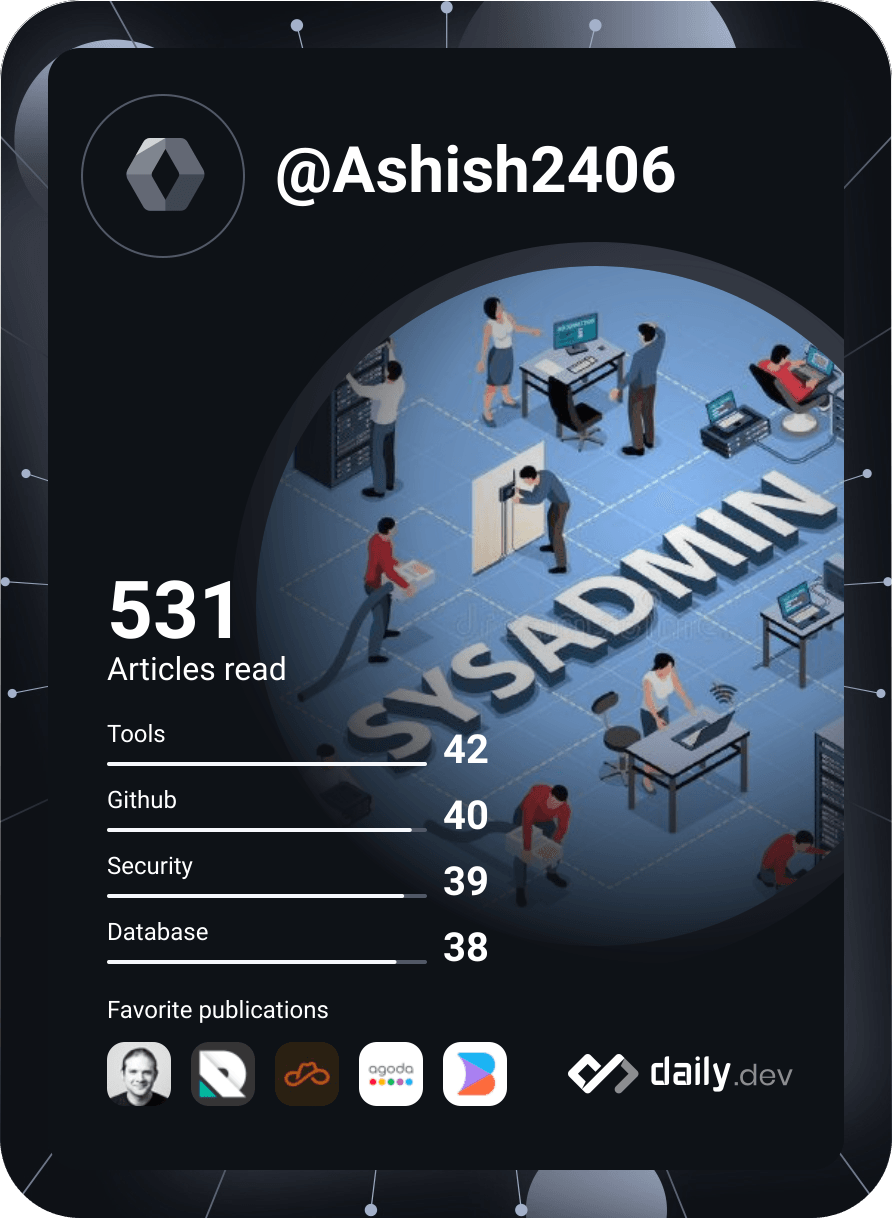 @Ashish2406
SYSADMIN
531
Articles read
Tools
42
Github
40
Security
39
Database
38
Favorite publications
agoda
daily.dev